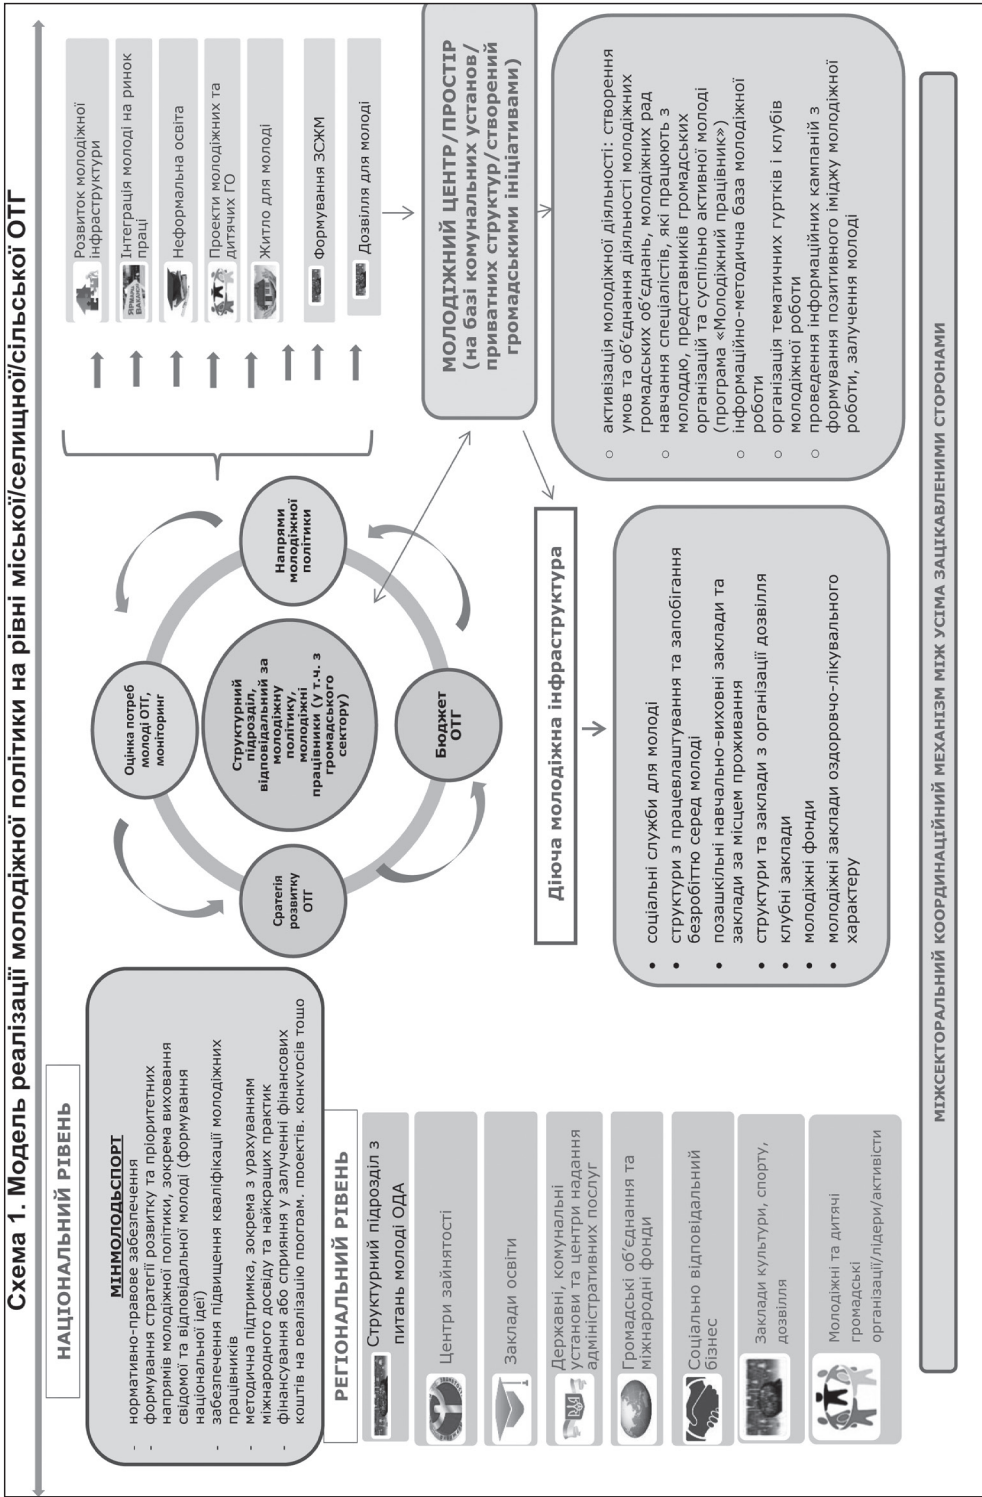 Схема 1. Модель реалізації молодіжної політики на рівні міської/селищної/сільської ОТГ
НАЦІОНАЛЬНИЙ РІВЕНЬ
МІНМОЛОДЬСПОРТ
- нормативно-правове забезпечення
- формування стратегії розвитку та пріоритетних
напрямів молодіжної політики, зокрема виховання
свідомої та відповідальної молоді (формування
національної ідеї)
- забезпечення підвищення кваліфікації молодіжних
працівників
- методична підтримка, зокрема з урахуванням
міжнародного досвіду та найкращих практик
- фінансування або сприяння у залученні фінансових
коштів на реалізацію програм, проектів, конкурсів тощо
РЕГІОНАЛЬНИЙ РІВЕНЬ
Структурний підрозділ з
питань молоді ОДА
Центри зайнятості
Заклади освіти
Державні, комунальні
установи та центри надання
адміністративних послуг
Громадські об’єднання та
міжнародні фонди
Соціально відповідальний
бізнес
Заклади культури, спорту,
дозвілля
Молодіжні та дитячі
громадські
організації/лідери/активісти
Оцінка потреб
молоді ОТГ,
моніторинг
Сратегія
розвитку
ОТГ
Структурний
підрозділ,
відповідальний за
молодіжну
політику,
молодіжні
працівники (у т.ч. з
громадського
сектору)
Напрями
молодіжної
політики
Бюджет
ОТГ
Розвиток молодіжної
інфраструктури
Інтеграція молоді на ринок
праці
ЯРМАРКА
ВАКАНСІЙ
Неформальна освіта
Проекти молодіжних та
дитячих ГО
Житло для молоді
Формування ЗСЖМ
Дозвілля для молоді
МОЛОДІЖНИЙ ЦЕНТР/ПРОСТІР
(на базі комунальних установ/
приватних структур/створений
громадськими ініціативами)
○ активізація молодіжної діяльності: створення
умов та об’єднання діяльності молодіжних
громадських об’єднань, молодіжних рад
○ навчання спеціалістів, які працюють з
молоддю, представників громадських
організацій та суспільно активної молоді
(програма «Молодіжний працівник»)
○ інформаційно-методична база молодіжної
роботи
○ організація тематичних гуртків і клубів
молодіжної роботи
○ проведення інформаційних кампаній з
формування позитивного іміджу молодіжної
роботи, залучення молоді
Діюча молодіжна інфраструктура
• соціальні служби для молоді
• структури з працевлаштування та запобігання
безробіттю серед молоді
• позашкільні навчально-виховні заклади та
заклади за місцем проживання
• структури та заклади з організації дозвілля
• клубні заклади
• молодіжні фонди
• молодіжні заклади оздоровчо-лікувального
характеру
МІЖСЕКТОРАЛЬНИЙ КООРДИНАЦІЙНИЙ МЕХАНІЗМ МІЖ УСІМА ЗАЦІКАВЛЕНИМИ СТОРОНАМИ